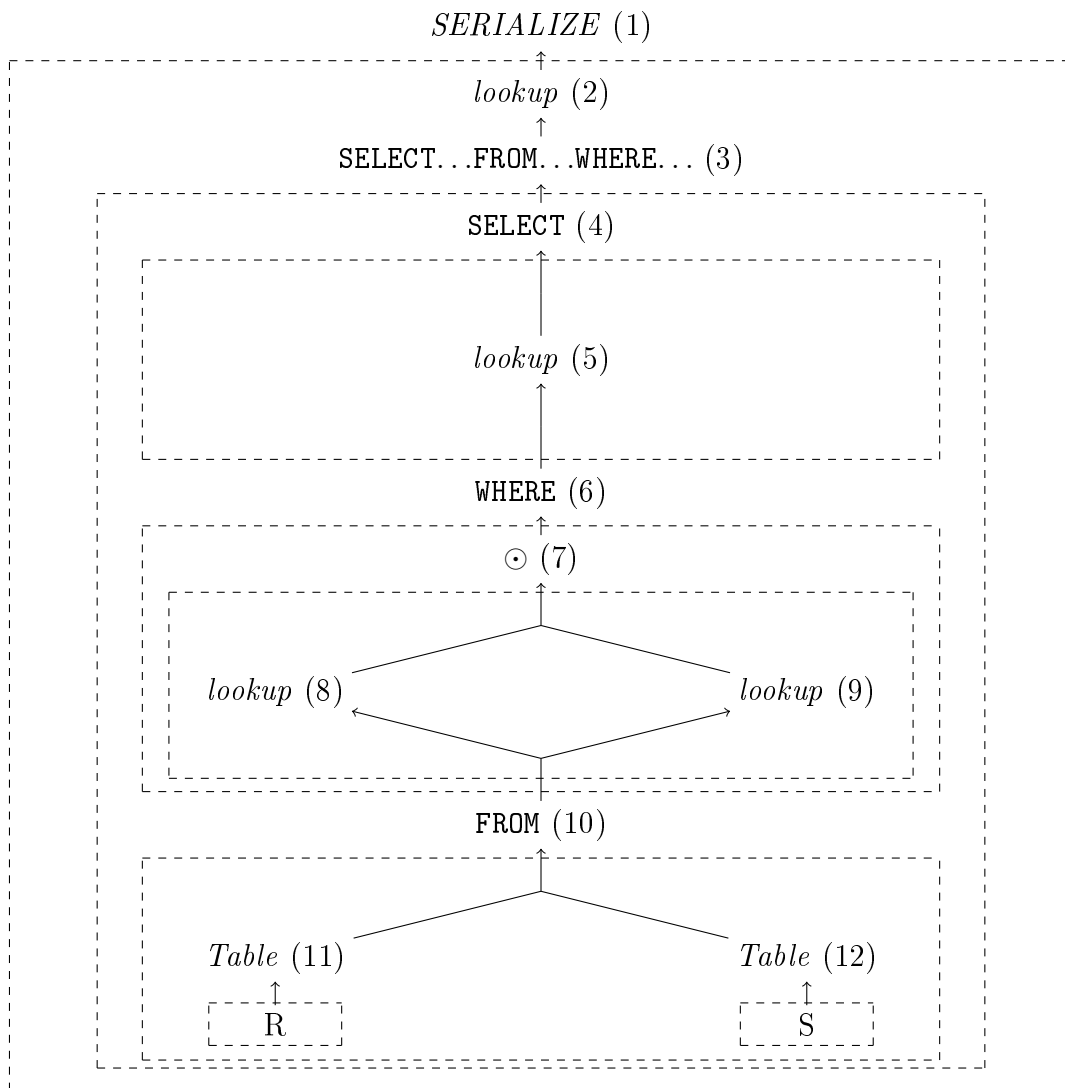 SERIALIZE (1)
lookup (2)
SELECT...FROM...WHERE... (3)
SELECT (4)
lookup (5)
WHERE (6)
⊙ (7)
lookup (8) lookup (9)
FROM (10)
Table (11) Table (12)
R S